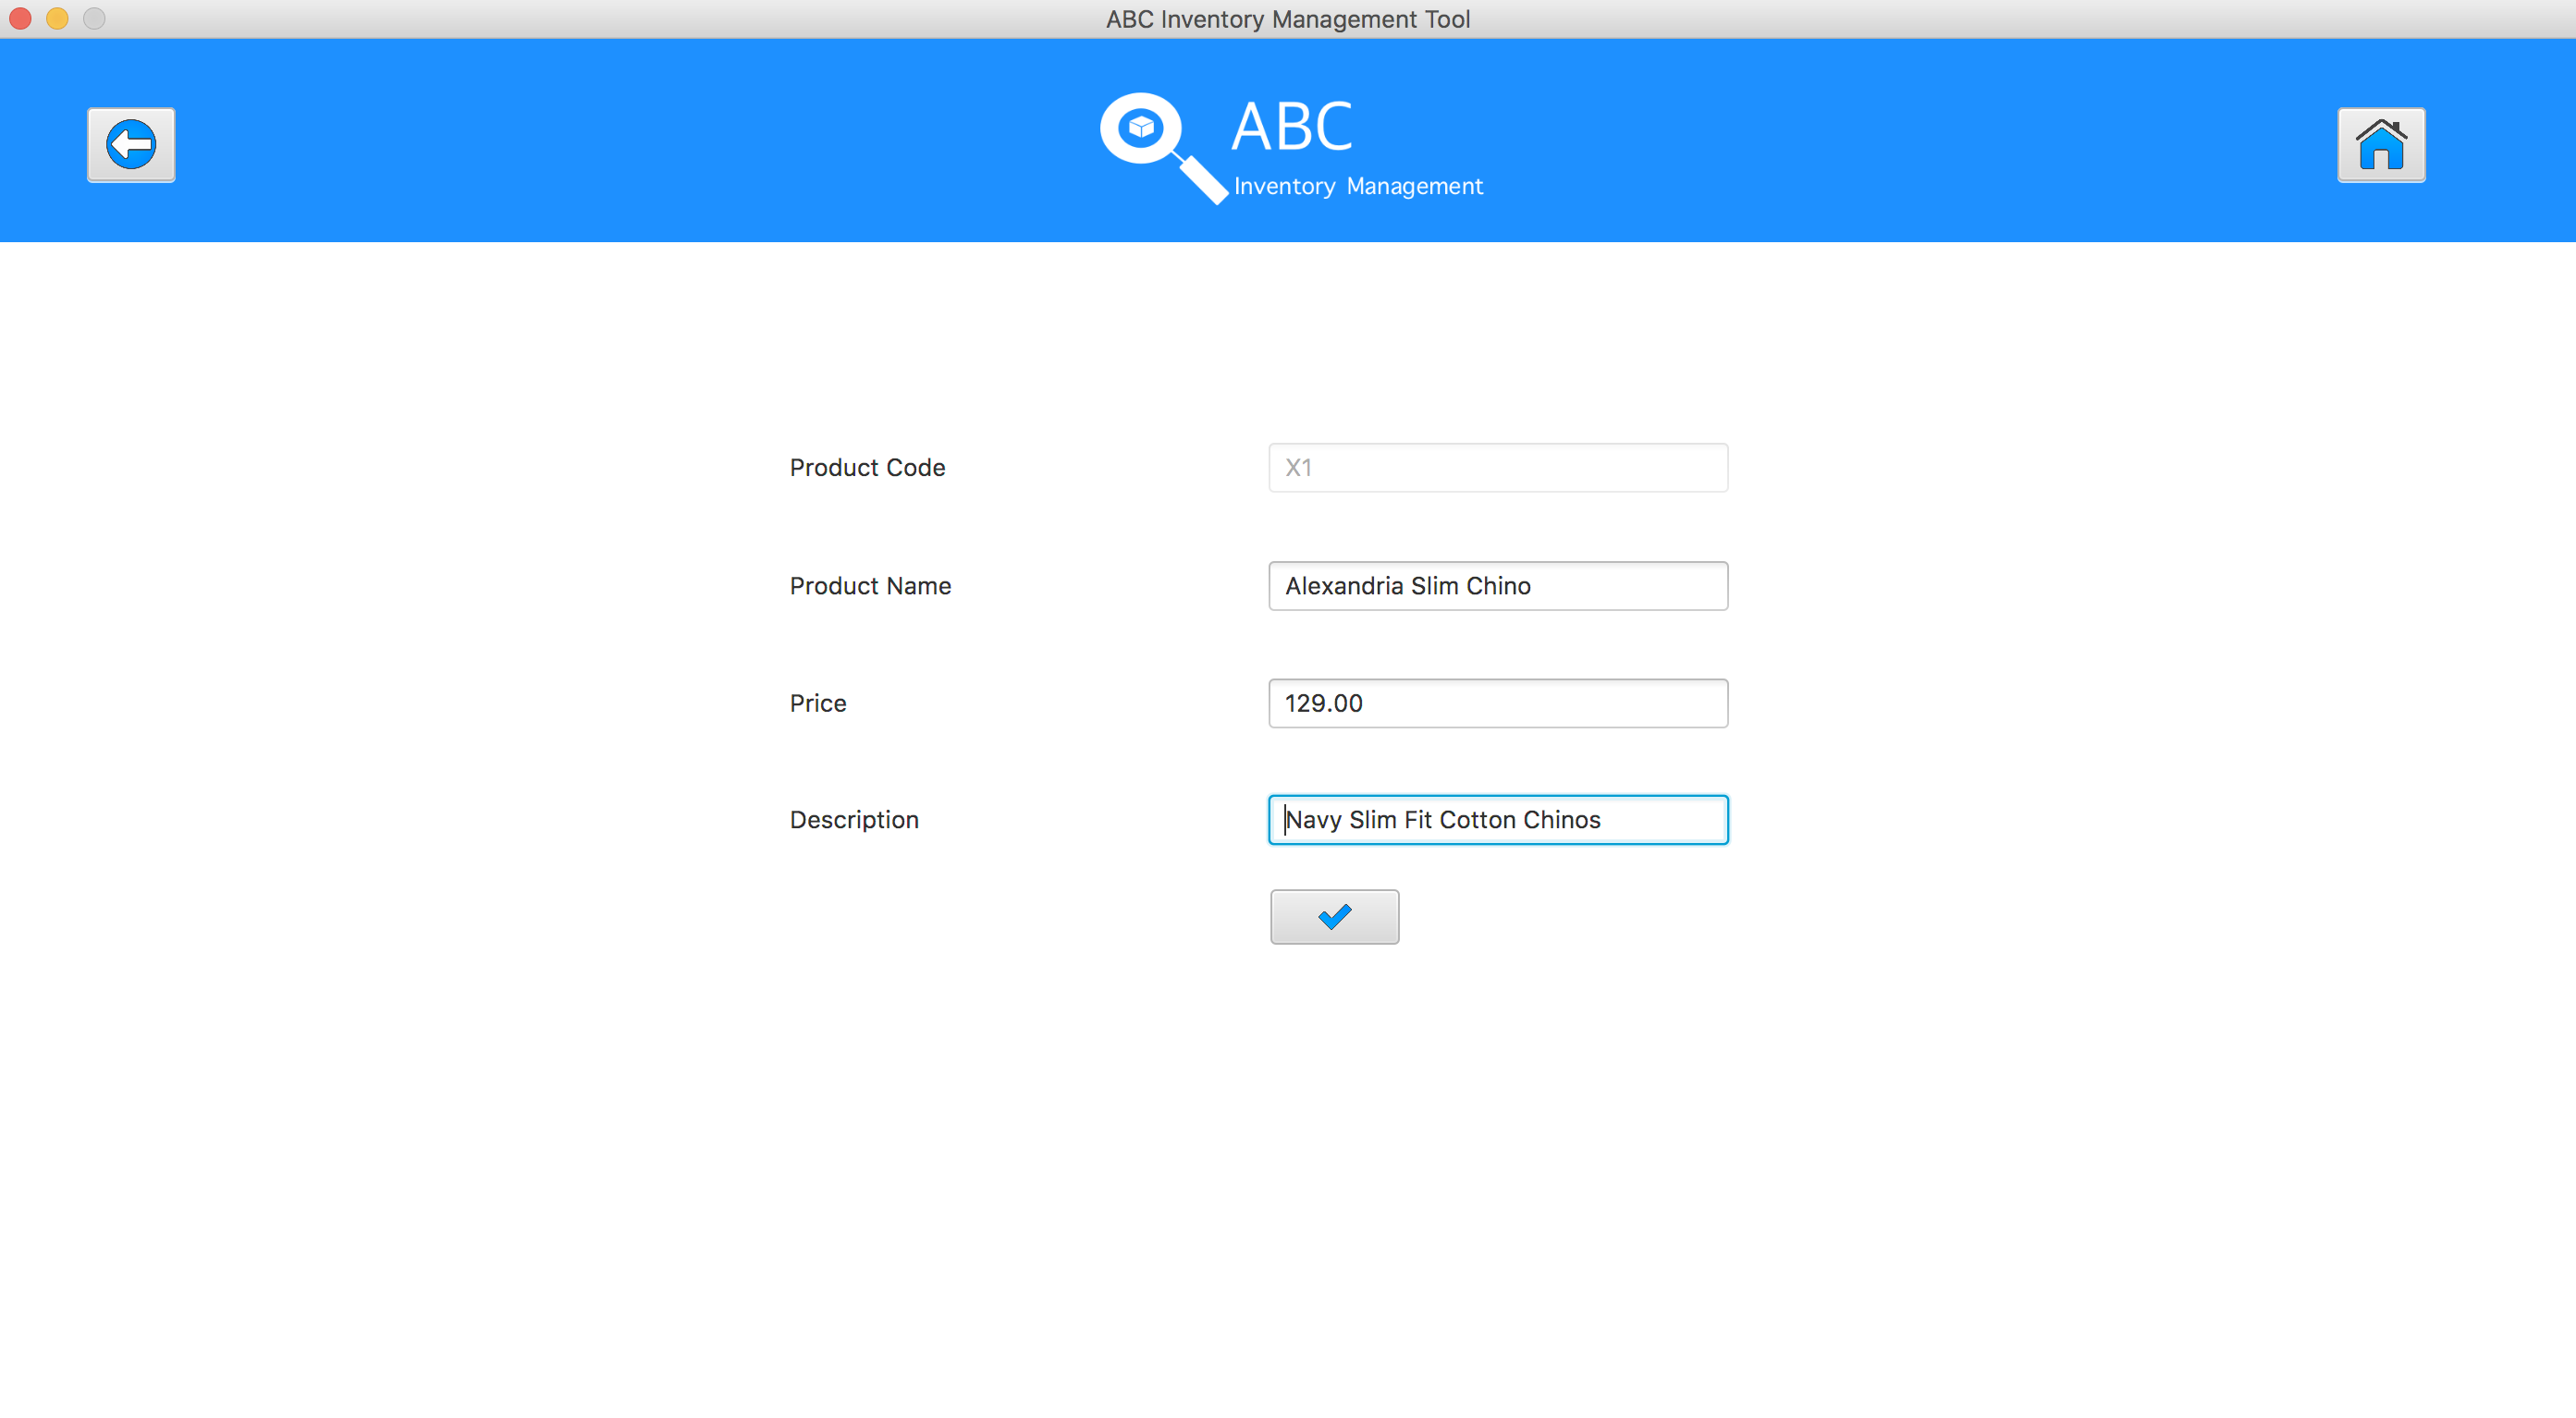 ABC Inventory Management Tool
ABC
Inventory Management
Product Code X1
Product Name Alexandria Slim Chino
Price 129.00
Description Navy Slim Fit Cotton Chinos